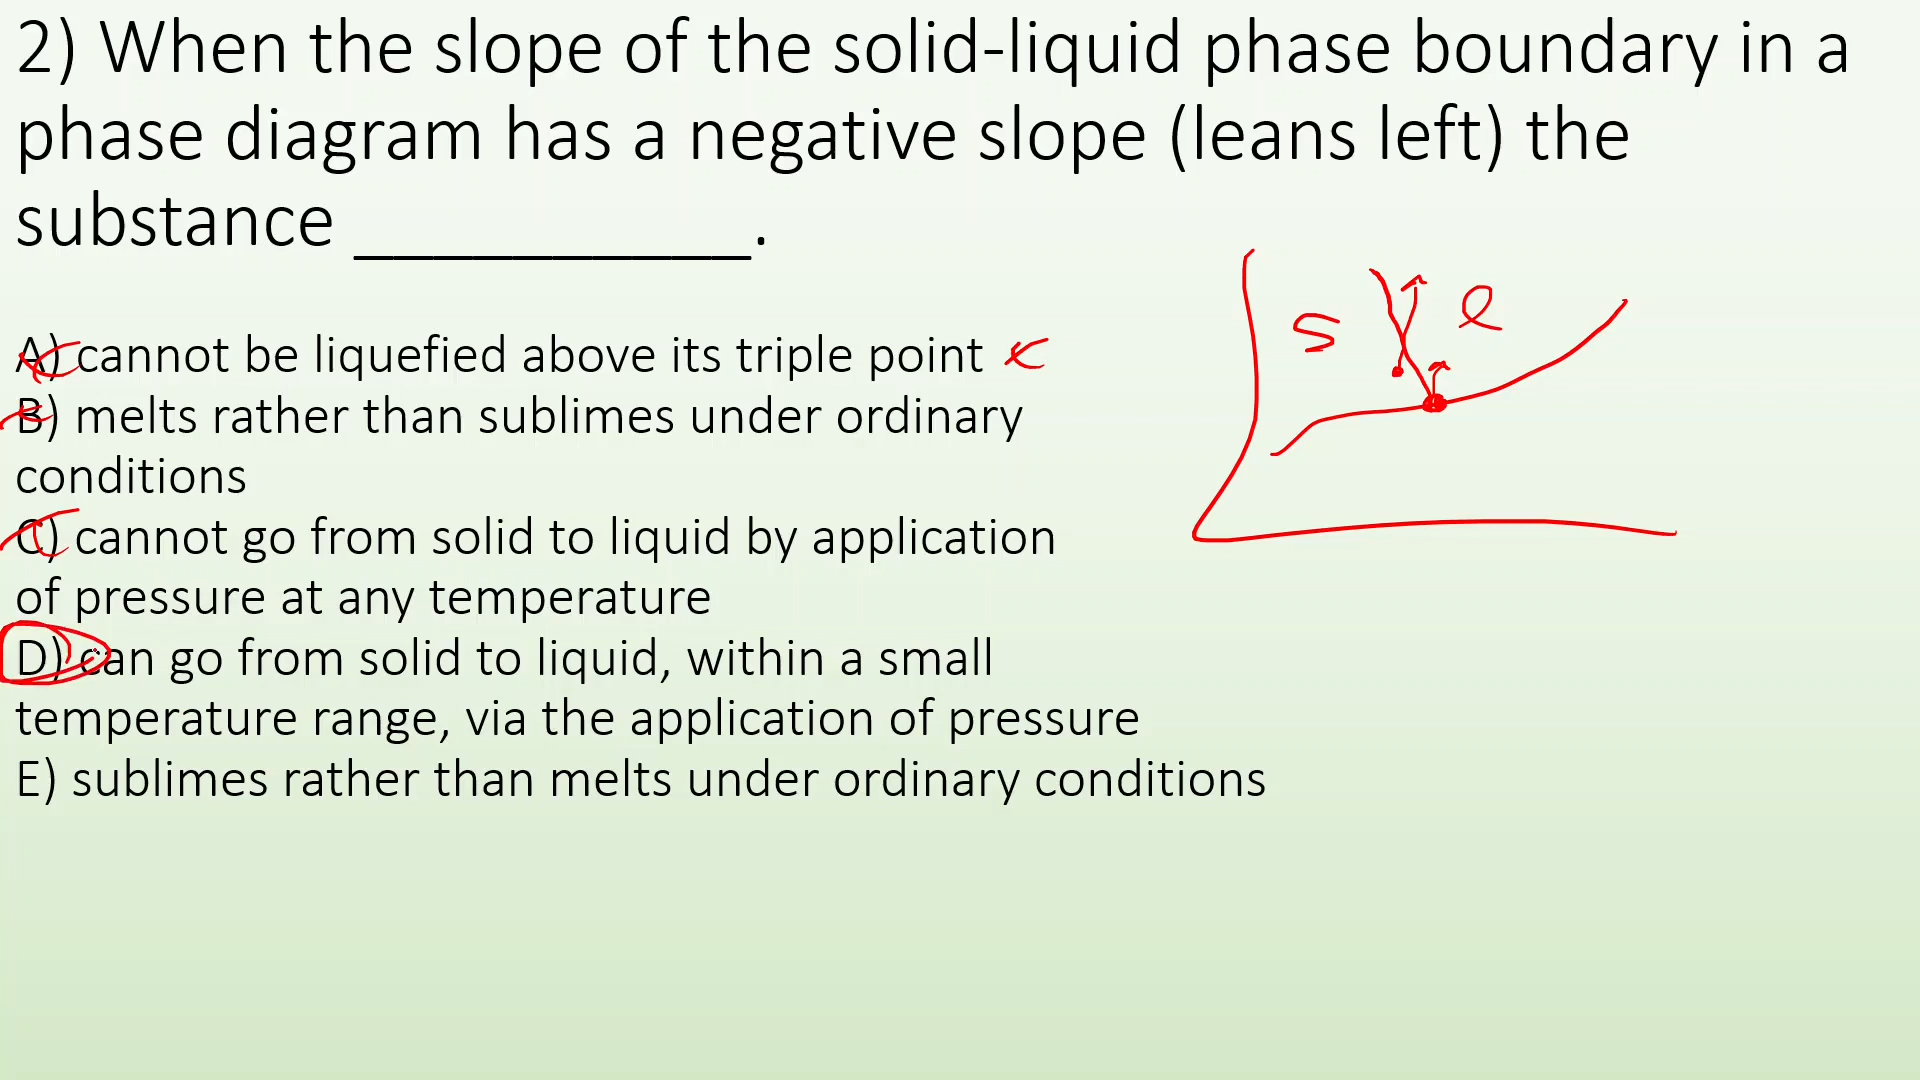 2) When the slope of the solid-liquid phase boundary in a
phase diagram has a negative slope (leans left) the
substance __________.
A) cannot be liquefied above its triple point
B) melts rather than sublimes under ordinary
conditions
C) cannot go from solid to liquid by application
of pressure at any temperature
D) can go from solid to liquid, within a small
temperature range, via the application of pressure
E) sublimes rather than melts under ordinary conditions
s l